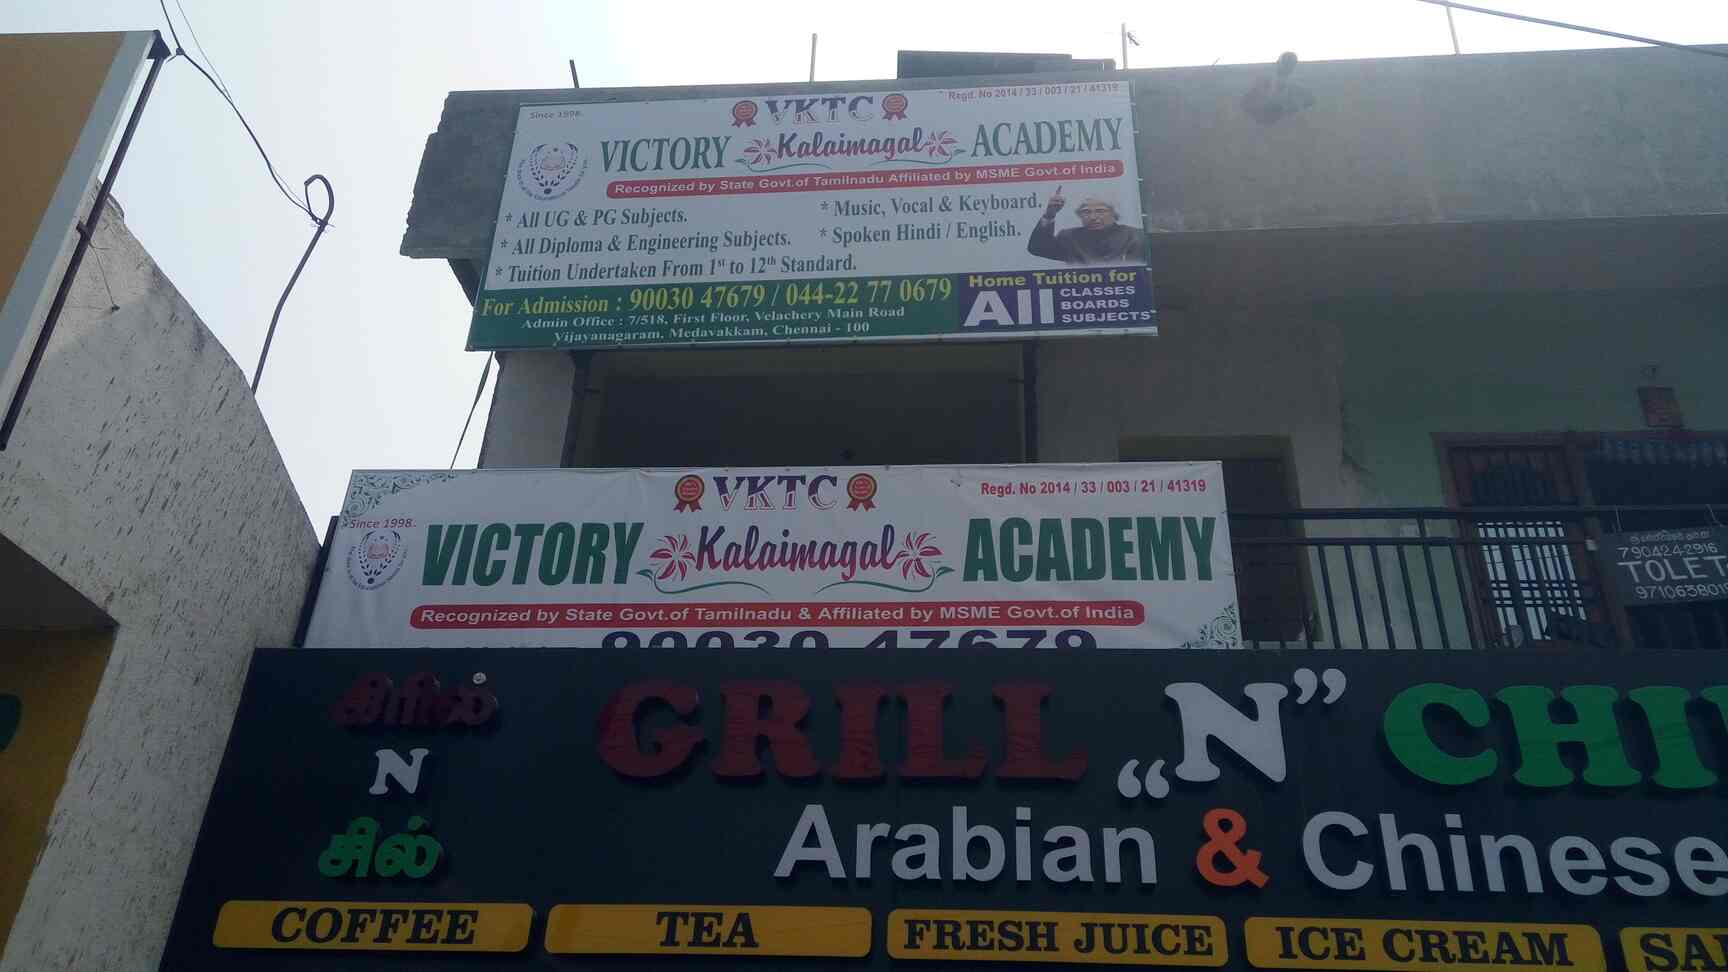 Since 1998.
VKTC
Regd. No 2014 / 33 / 003 / 21 / 41319
VICTORY Kalaimagal ACADEMY
Recognized by State Govt.of Tamilnadu Affiliated by MSME Govt.of India
* All UG & PG Subjects.
* Music, Vocal & Keyboard.
* All Diploma & Engineering Subjects.
* Spoken Hindi / English.
* Tuition Undertaken From 1st to 12th Standard.
For Admission : 90030 47679 / 044-22 77 0679
Admin Office : 7/518, First Floor, Velachery Main Road
Vijayanagaram, Medavakkam, Chennai - 100
Home Tuition for
All CLASSES
BOARDS
SUBJECTS
Since 1998.
VKTC
Regd. No 2014 / 33 / 003 / 21 / 41319
VICTORY Kalaimagal ACADEMY
Recognized by State Govt.of Tamilnadu & Affiliated by MSME Govt.of India
90030 47679
7904242916
TOLET
971065801
கிரில்
N
சில்
GRILL "N" CHI
Arabian & Chinese
COFFEE
TEA
FRESH JUICE
ICE CREAM